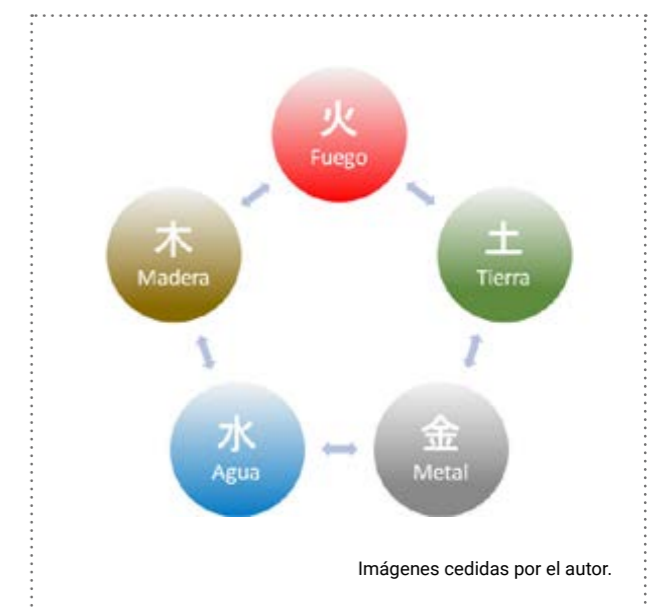 火
Fuego
木
Madera
土
Tierra
水
Agua
金
Metal
Imágenes cedidas por el autor.